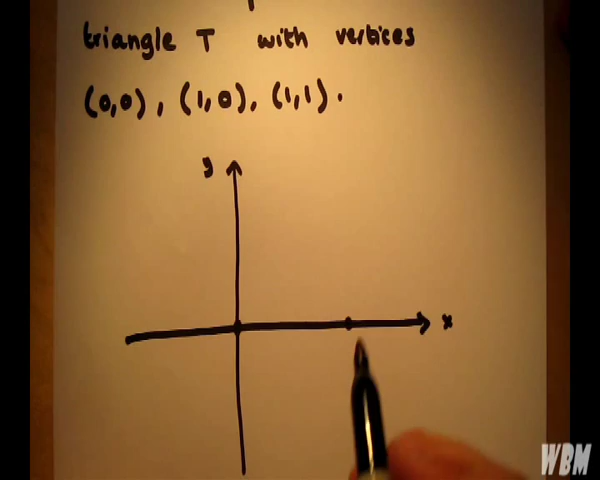 triangle T with vertices
(0,0), (1,0), (1,1).
y
x
WBM